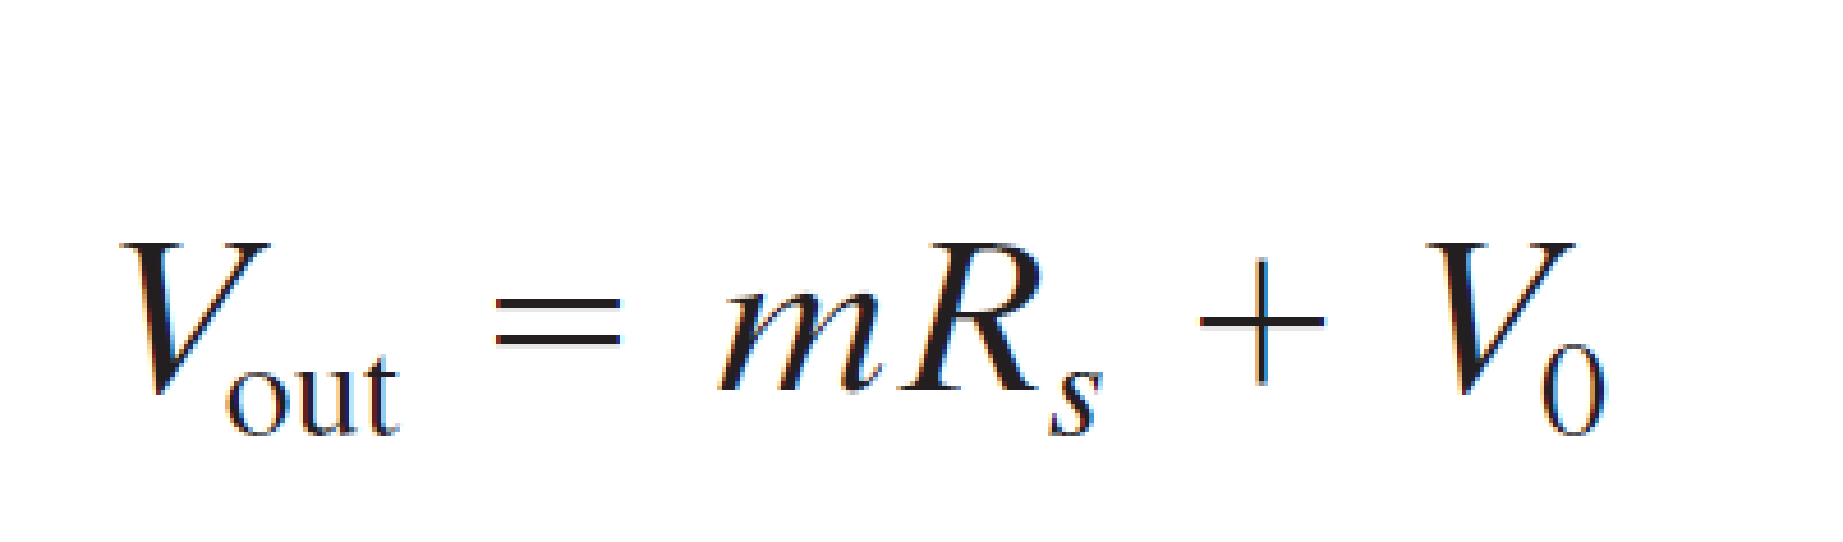 V_out = mR_s + V_0